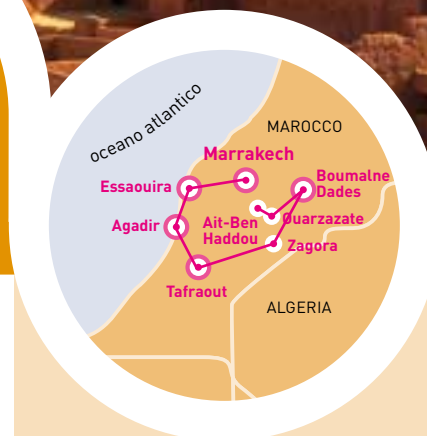 oceano atlantico
MAROCCO
Marrakech
Essaouira
Boumalne
Dades
Agadir
Ait-Ben
Haddou
Ouarzazate
Zagora
Tafraout
ALGERIA